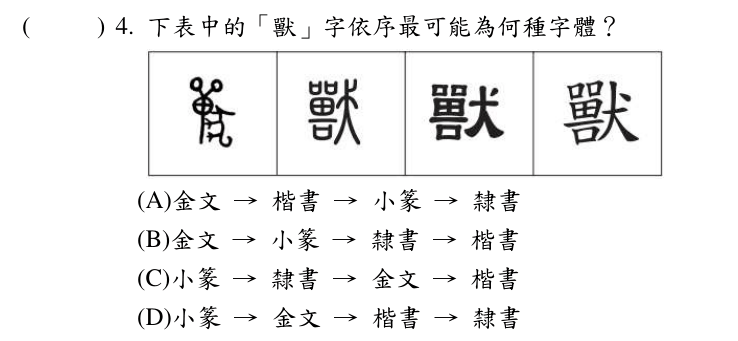 (      ) 4. 下表中的「獸」字依序最可能為何種字體？
獸 獸 獸 獸
(A)金文 → 楷書 → 小篆 → 隸書
(B)金文 → 小篆 → 隸書 → 楷書
(C)小篆 → 隸書 → 金文 → 楷書
(D)小篆 → 金文 → 楷書 → 隸書